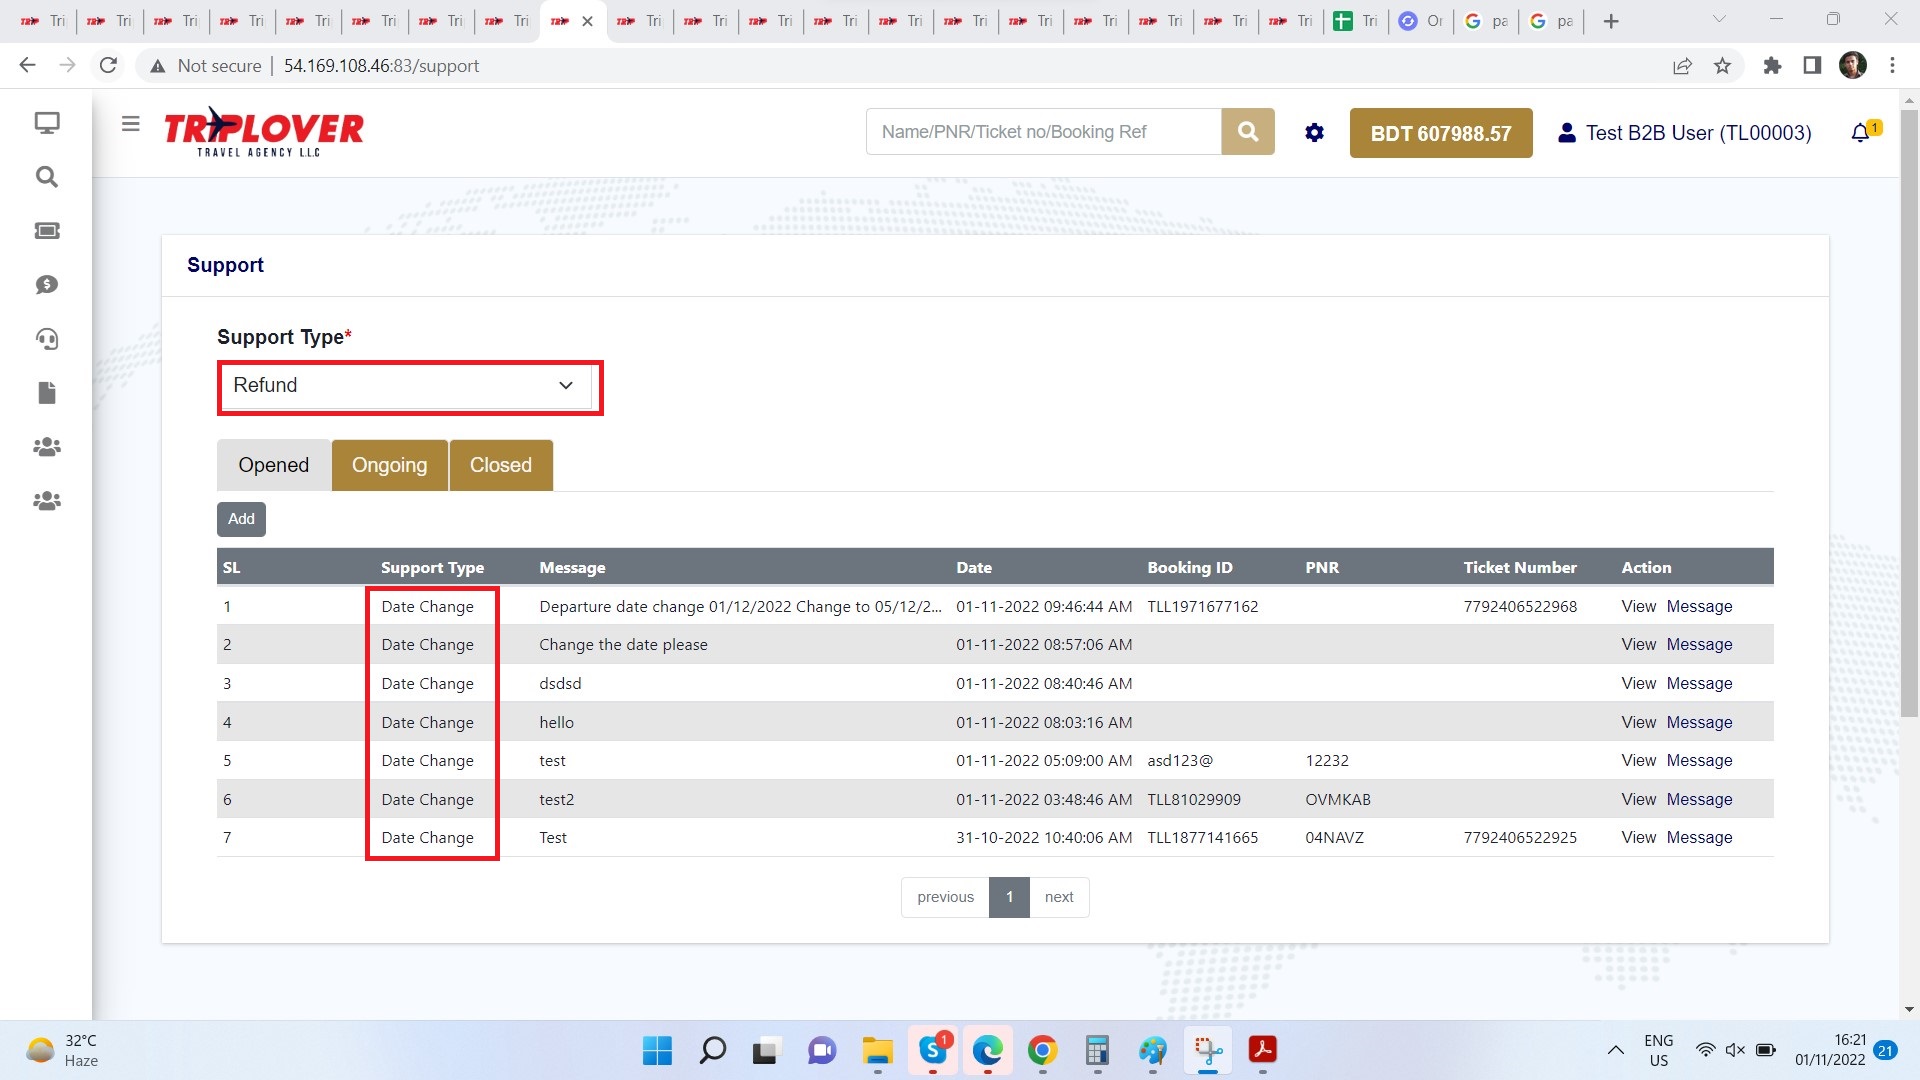 Tri Tri Tri Tri Tri Tri Tri Tri Tri Tri Tri Tri Tri Tri Tri Tri Tri Tri Tri pa pa
Not secure 54.169.108.46:83/support
TRIPLOVER
TRAVEL AGENCY LLC
Name/PNR/Ticket no/Booking Ref
BDT 607988.57
Test B2B User (TL00003)
1
Support
Support Type*
Refund
Opened Ongoing Closed
Add
SL Support Type Message Date Booking ID PNR Ticket Number Action
1 Date Change Departure date change 01/12/2022 Change to 05/12/2... 01-11-2022 09:46:44 AM TLL1971677162 7792406522968 View Message
2 Date Change Change the date please 01-11-2022 08:57:06 AM View Message
3 Date Change dsdsd 01-11-2022 08:40:46 AM View Message
4 Date Change hello 01-11-2022 08:03:16 AM View Message
5 Date Change test 01-11-2022 05:09:00 AM asd123@ 12232 View Message
6 Date Change test2 01-11-2022 03:48:46 AM TLL81029909 OVMKAB View Message
7 Date Change Test 31-10-2022 10:40:06 AM TLL1877141665 04NAVZ 7792406522925 View Message
previous 1 next
32°C
Haze
1
ENG
US
16:21
01/11/2022
21